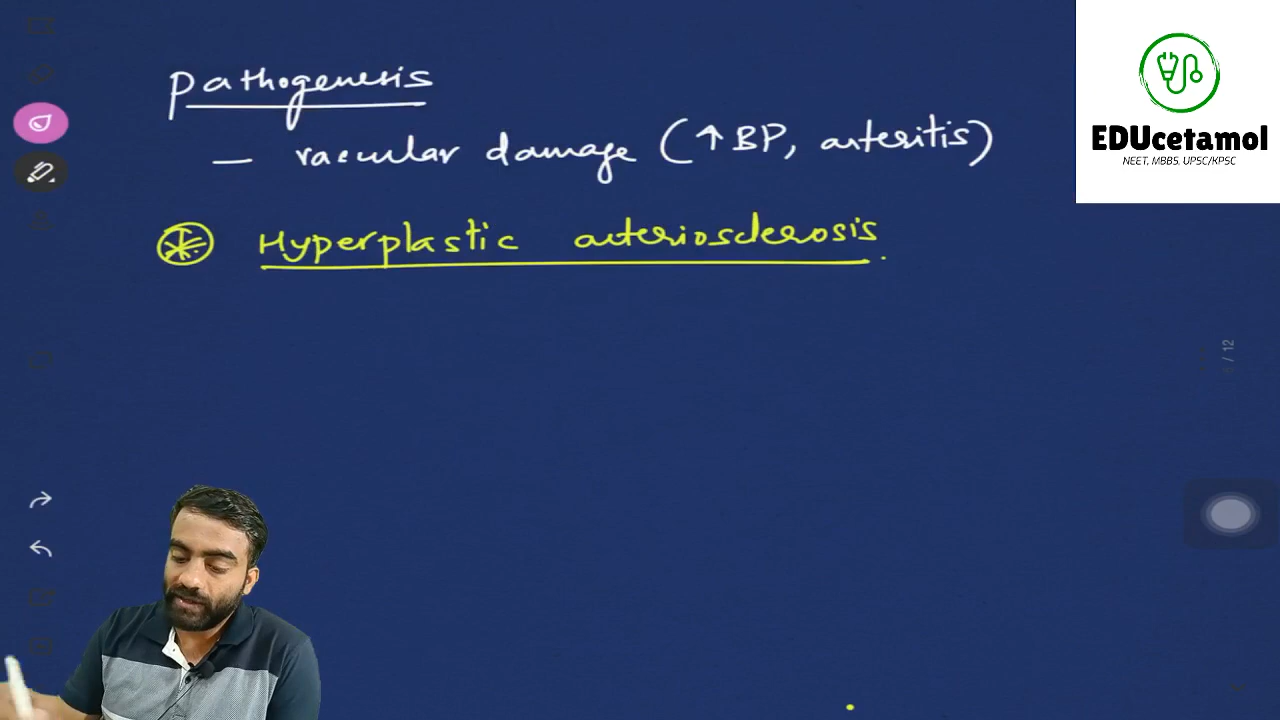 pathogenesis
— vascular damage (↑BP, arteritis)
Hyperplastic arteriosclerosis.
EDUcetamol
NEET, MBBS, UPSC/KPSC